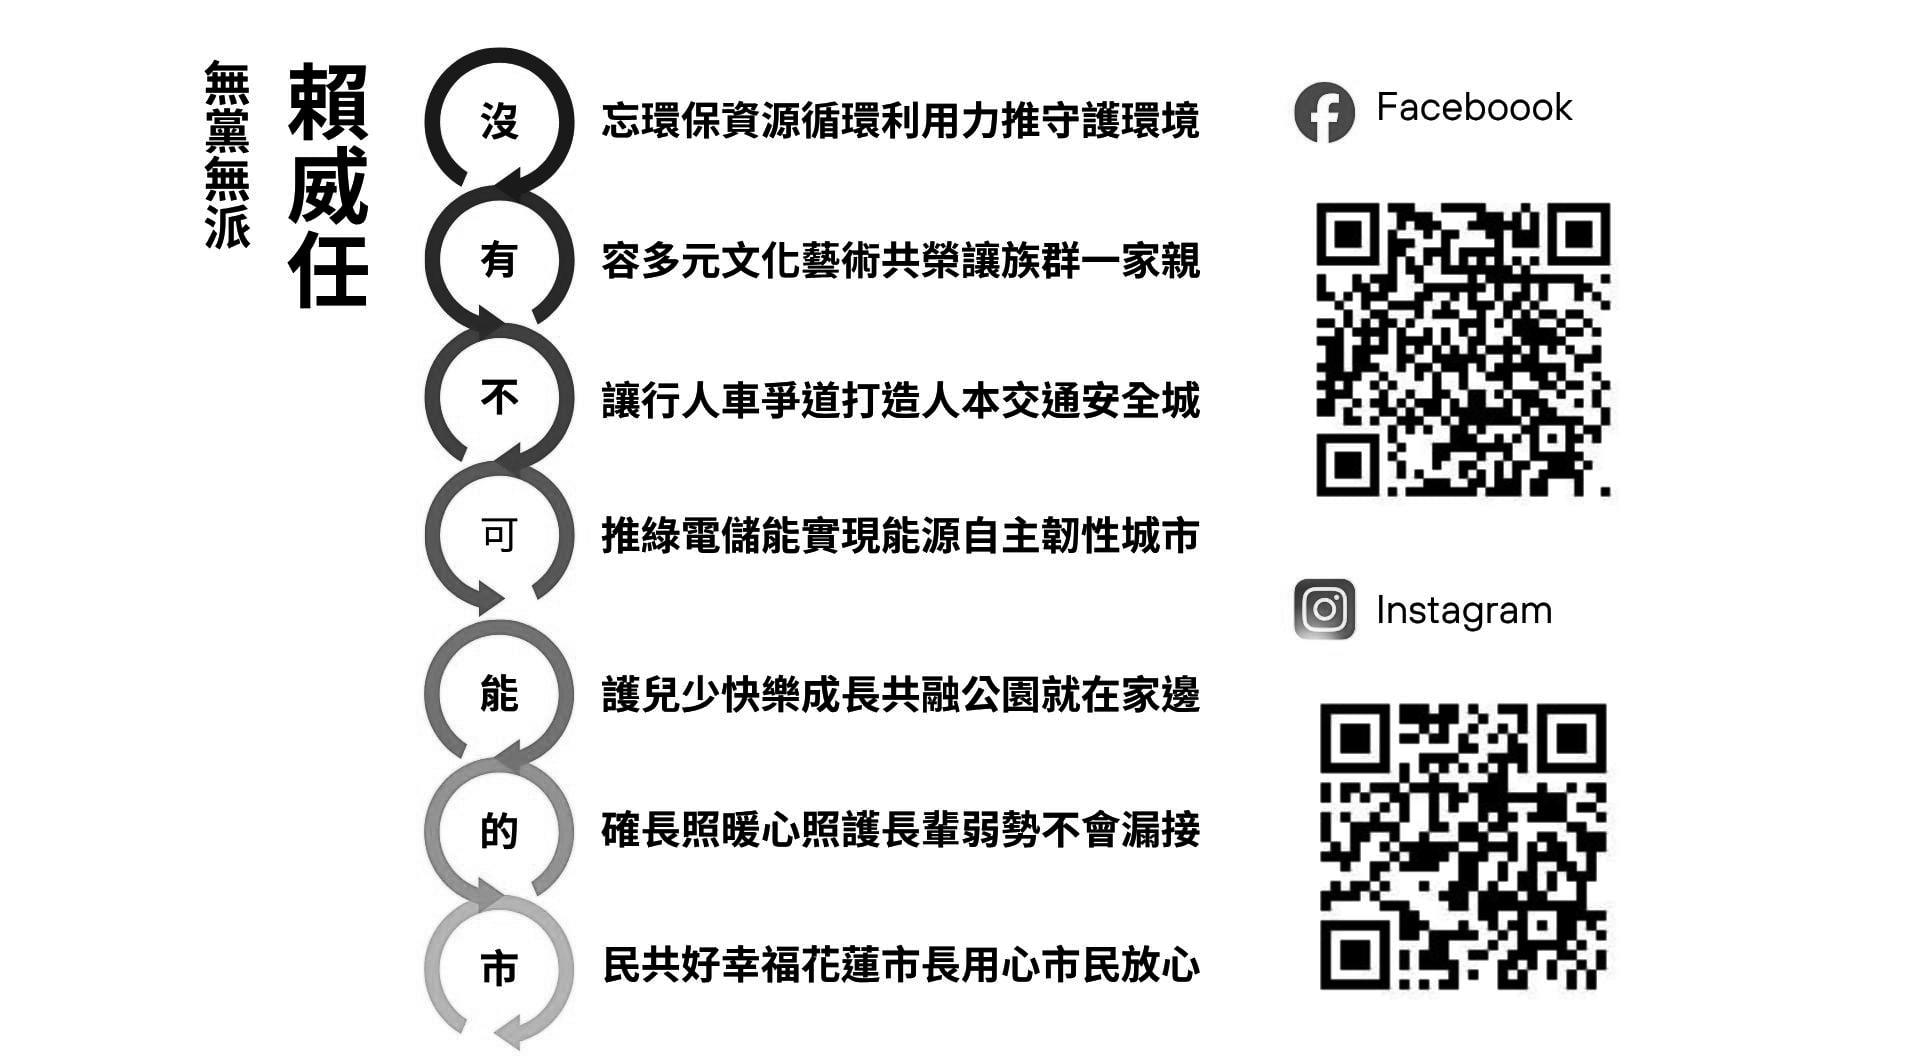 無黨無派
賴威任
沒 忘環保資源循環利用力推守護環境
有 容多元文化藝術共榮讓族群一家親
不 讓行人車爭道打造人本交通安全城
可 推綠電儲能實現能源自主韌性城市
能 護兒少快樂成長共融公園就在家邊
的 確長照暖心照護長輩弱勢不會漏接
市 民共好幸福花蓮市長用心市民放心
Faceboook
Instagram